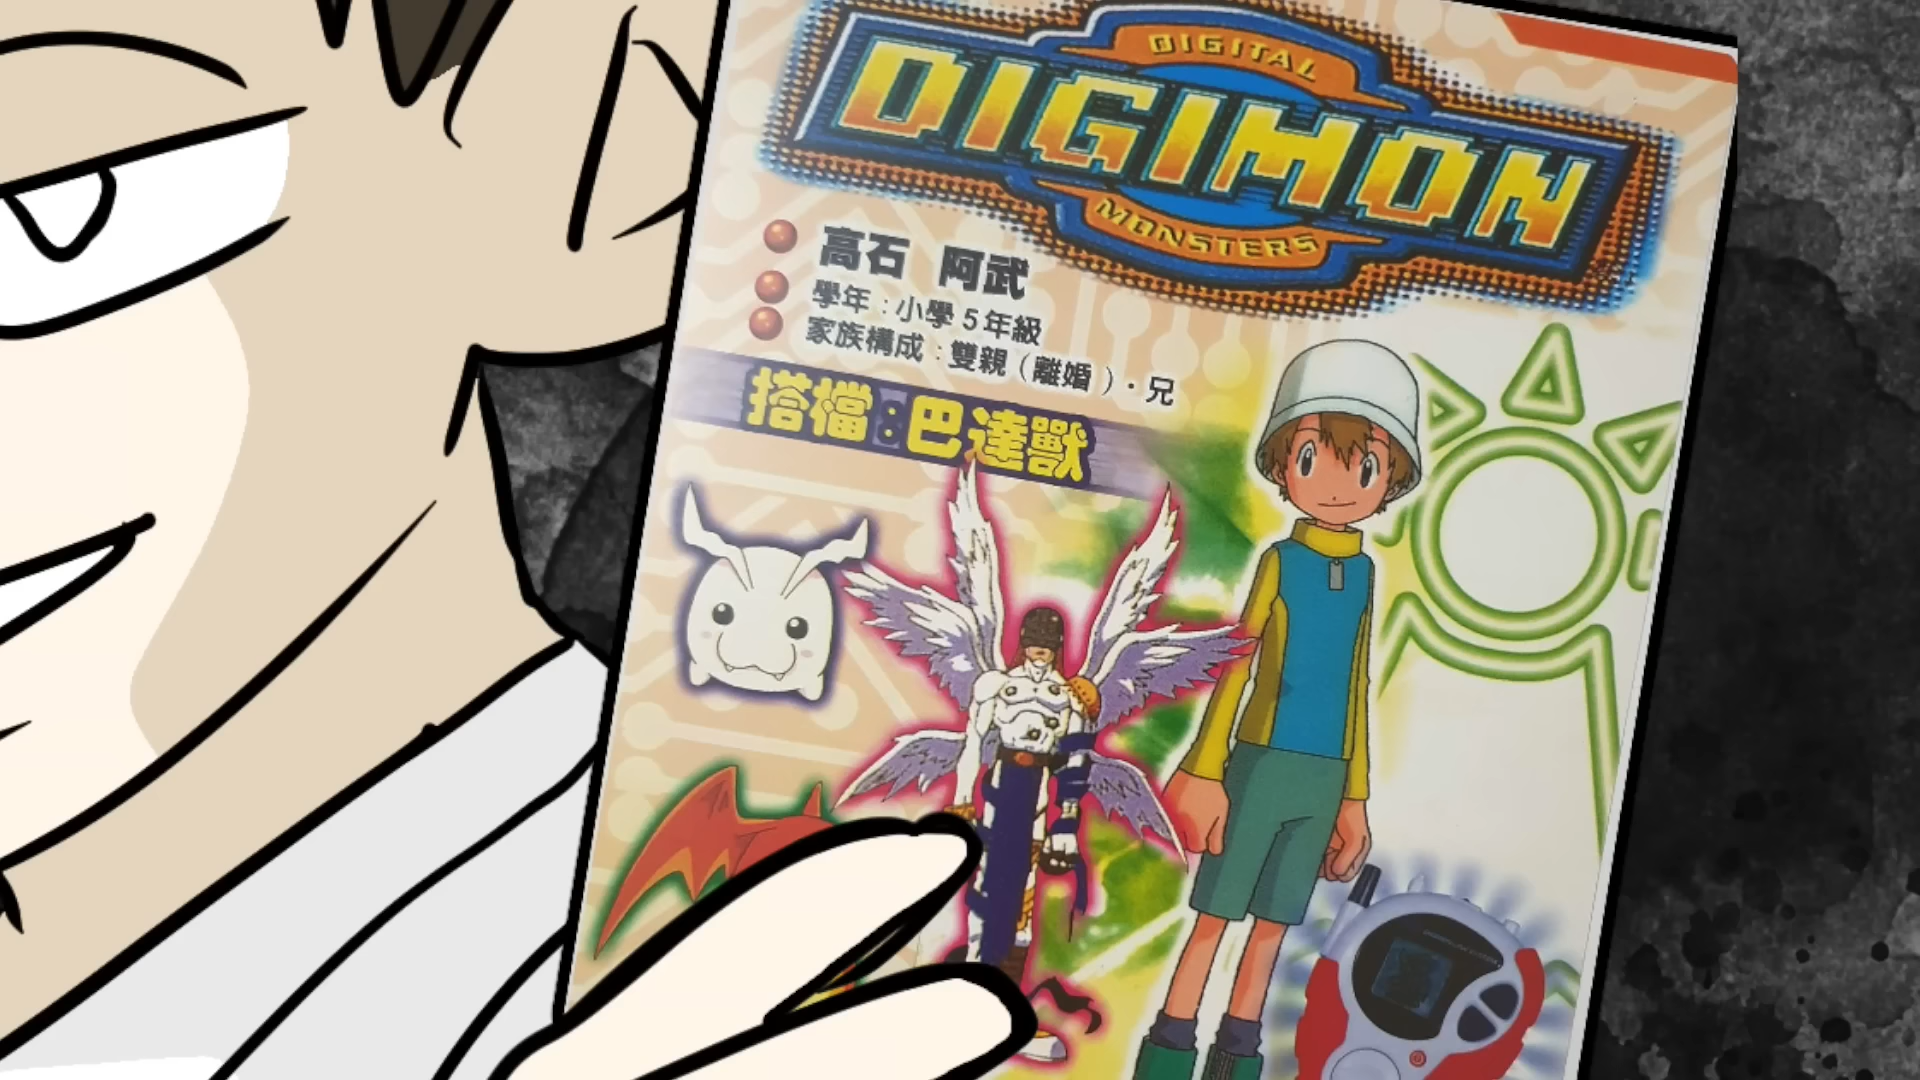 DIGITAL
DIGIMON
MONSTERS
高石 阿武
學年：小學5年級
家族構成：雙親（離婚）・兄
搭檔：巴達獸